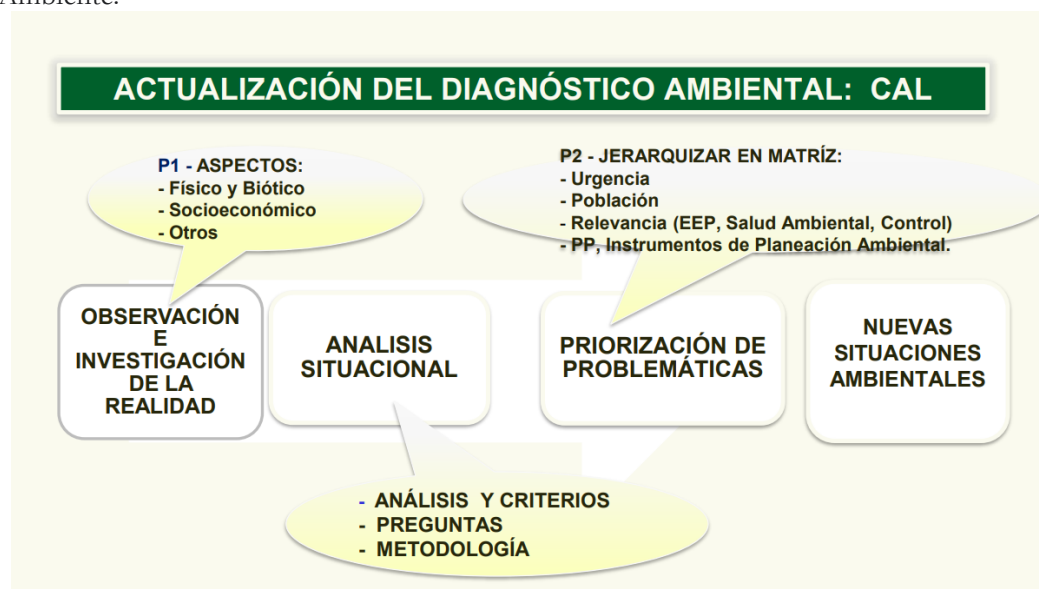 Ambiente.
ACTUALIZACIÓN DEL DIAGNÓSTICO AMBIENTAL: CAL
P1 - ASPECTOS:
- Físico y Biótico
- Socioeconómico
- Otros
P2 - JERARQUIZAR EN MATRÍZ:
- Urgencia
- Población
- Relevancia (EEP, Salud Ambiental, Control)
- PP, Instrumentos de Planeación Ambiental.
OBSERVACIÓN
E
INVESTIGACIÓN
DE LA
REALIDAD
ANALISIS
SITUACIONAL
PRIORIZACIÓN DE
PROBLEMÁTICAS
NUEVAS
SITUACIONES
AMBIENTALES
- ANÁLISIS Y CRITERIOS
- PREGUNTAS
- METODOLOGÍA